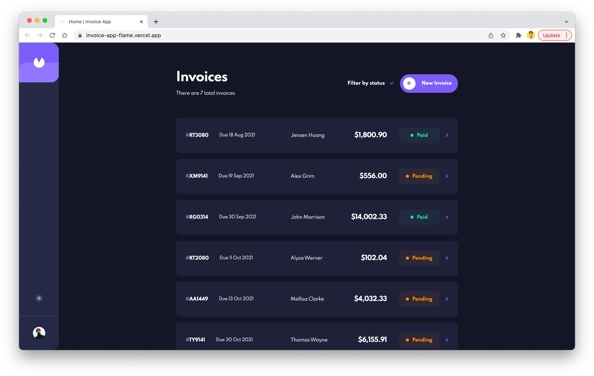 Home | Invoice App
invoice-app-flame.vercel.app
Update
Invoices
There are 7 total invoices
Filter by status
New Invoice
#RT3080 Due 18 Aug 2021 Jensen Huang $1,800.90 Paid
#XM9141 Due 19 Sep 2021 Alex Grim $556.00 Pending
#RG0314 Due 30 Sep 2021 John Morrison $14,002.33 Paid
#RT2080 Due 11 Oct 2021 Alysa Werner $102.04 Pending
#AA1449 Due 13 Oct 2021 Mellisa Clarke $4,032.33 Pending
#TY9141 Due 30 Oct 2021 Thomas Wayne $6,155.91 Pending